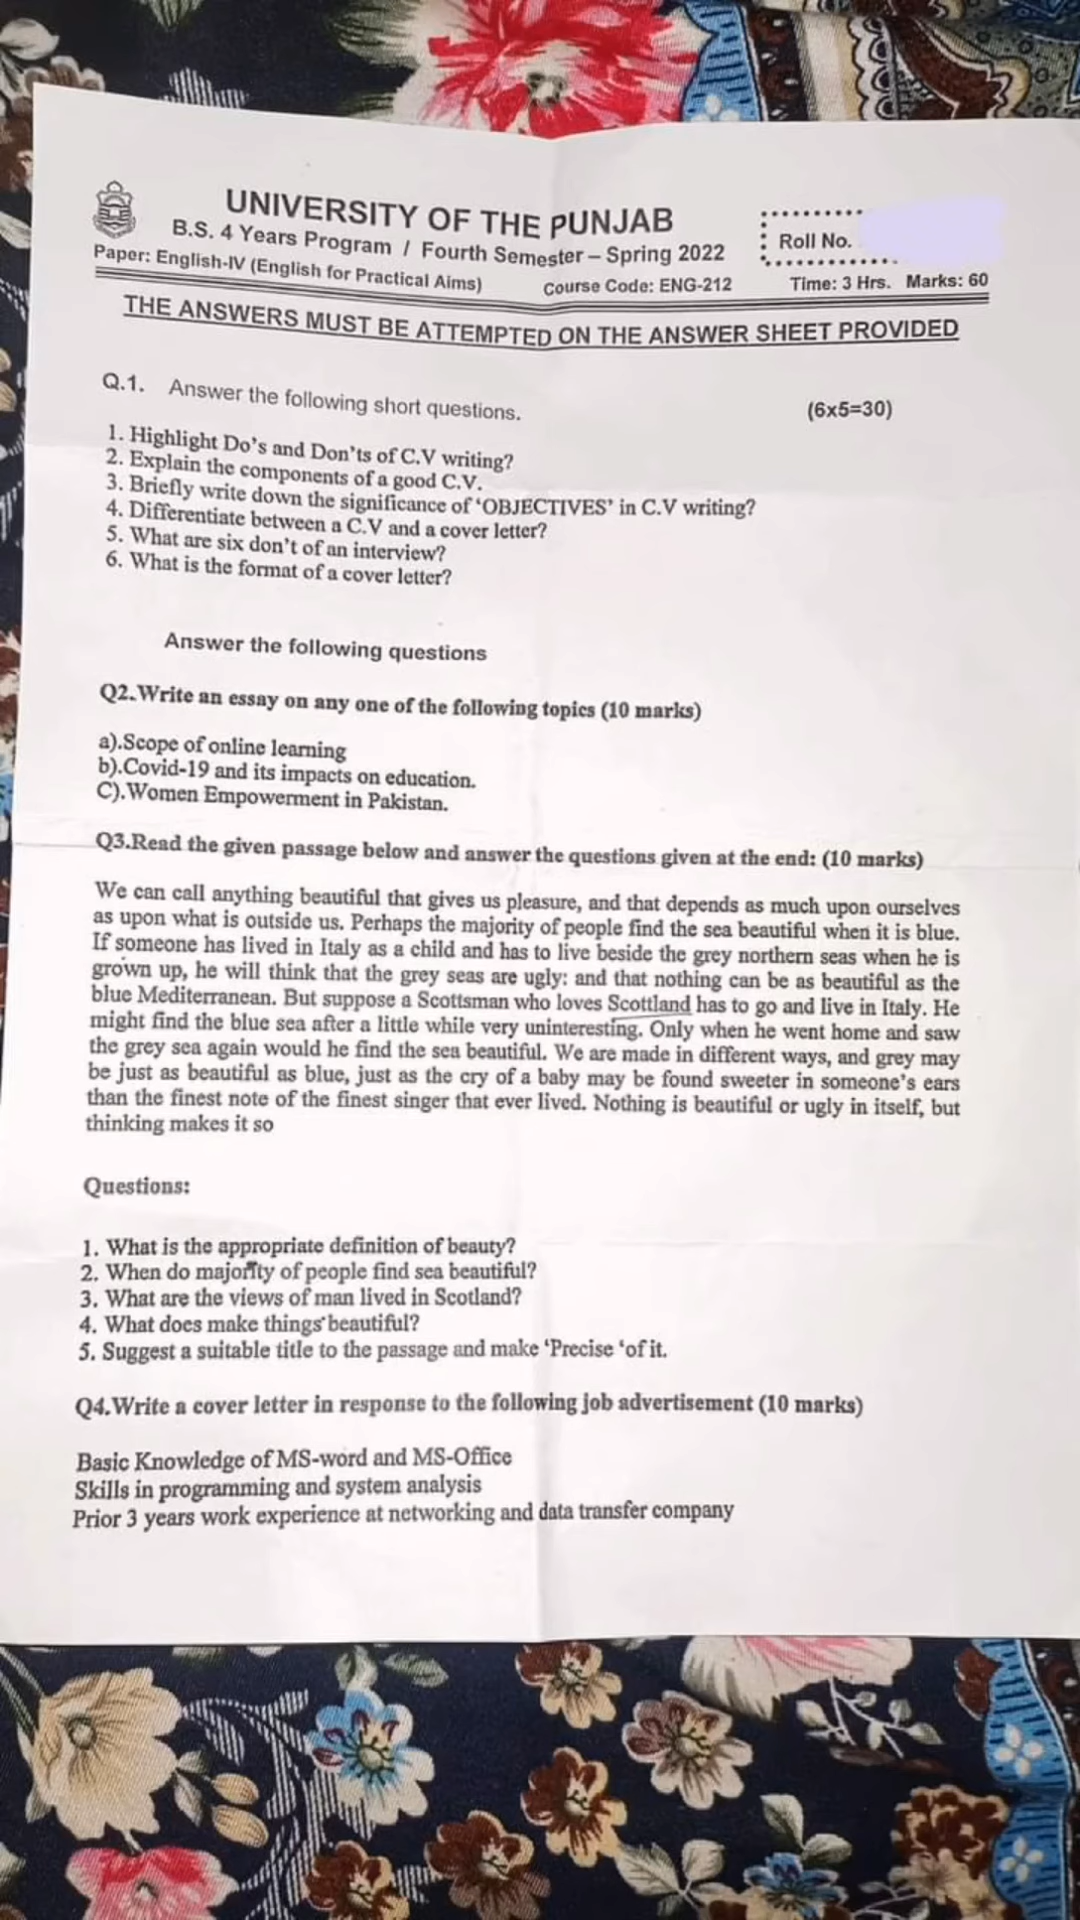 UNIVERSITY OF THE PUNJAB
B.S. 4 Years Program / Fourth Semester – Spring 2022
Roll No.
Paper: English-IV (English for Practical Aims)
Course Code: ENG-212
Time: 3 Hrs. Marks: 60
THE ANSWERS MUST BE ATTEMPTED ON THE ANSWER SHEET PROVIDED
Q.1. Answer the following short questions. (6x5=30)
1. Highlight Do's and Don'ts of C.V writing?
2. Explain the components of a good C.V.
3. Briefly write down the significance of 'OBJECTIVES' in C.V writing?
4. Differentiate between a C.V and a cover letter?
5. What are six don't of an interview?
6. What is the format of a cover letter?
Answer the following questions
Q2.Write an essay on any one of the following topics (10 marks)
a).Scope of online learning
b).Covid-19 and its impacts on education.
C).Women Empowerment in Pakistan.
Q3.Read the given passage below and answer the questions given at the end: (10 marks)
We can call anything beautiful that gives us pleasure, and that depends as much upon ourselves
as upon what is outside us. Perhaps the majority of people find the sea beautiful when it is blue.
If someone has lived in Italy as a child and has to live beside the grey northern seas when he is
grown up, he will think that the grey seas are ugly: and that nothing can be as beautiful as the
blue Mediterranean. But suppose a Scottsman who loves Scottland has to go and live in Italy. He
might find the blue sea after a little while very uninteresting. Only when he went home and saw
the grey sea again would he find the sea beautiful. We are made in different ways, and grey may
be just as beautiful as blue, just as the cry of a baby may be found sweeter in someone's ears
than the finest note of the finest singer that ever lived. Nothing is beautiful or ugly in itself, but
thinking makes it so
Questions:
1. What is the appropriate definition of beauty?
2. When do majority of people find sea beautiful?
3. What are the views of man lived in Scotland?
4. What does make things beautiful?
5. Suggest a suitable title to the passage and make 'Precise 'of it.
Q4.Write a cover letter in response to the following job advertisement (10 marks)
Basic Knowledge of MS-word and MS-Office
Skills in programming and system analysis
Prior 3 years work experience at networking and data transfer company